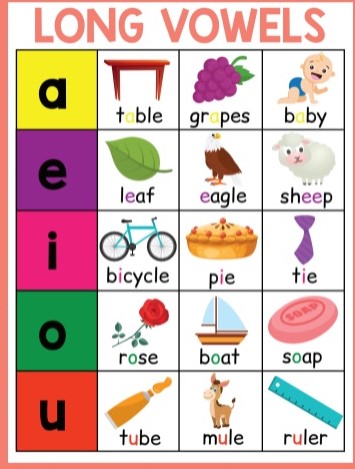 LONG VOWELS
a
table grapes baby
e
leaf eagle sheep
i
bicycle pie tie
o
SOAP
rose boat soap
u
tube mule ruler